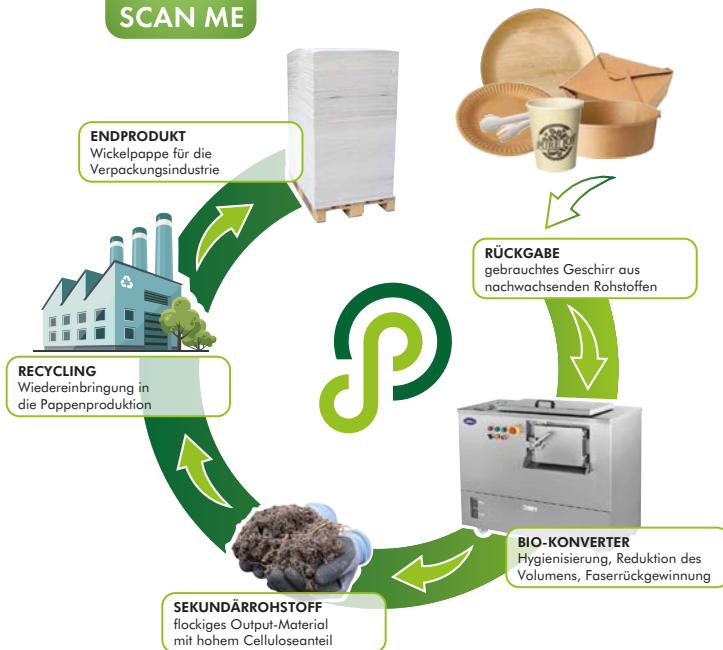 SCAN ME
ENDPRODUKT
Wickelpappe für die
Verpackungsindustrie
RÜCKGABE
gebrauchtes Geschirr aus
nachwachsenden Rohstoffen
RECYCLING
Wiedereinbringung in
die Pappenproduktion
BIO-KONVERTER
Hygienisierung, Reduktion des
Volumens, Faserrückgewinnung
SEKUNDÄRROHSTOFF
flockiges Output-Material
mit hohem Celluloseanteil